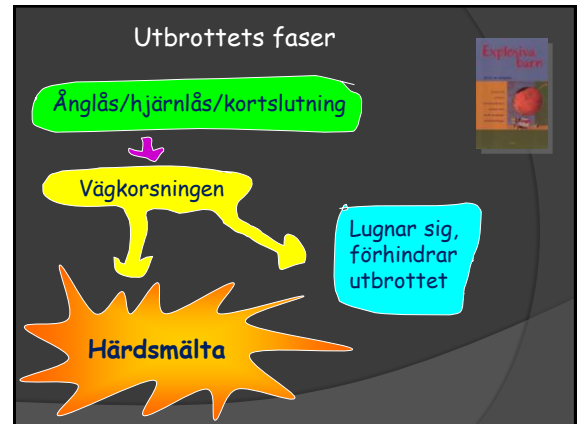 Utbrottets faser
Explosiva
barn
Ånglås/hjärnlås/kortslutning
Vägkorsningen
Lugnar sig,
förhindrar
utbrottet
Härdsmälta